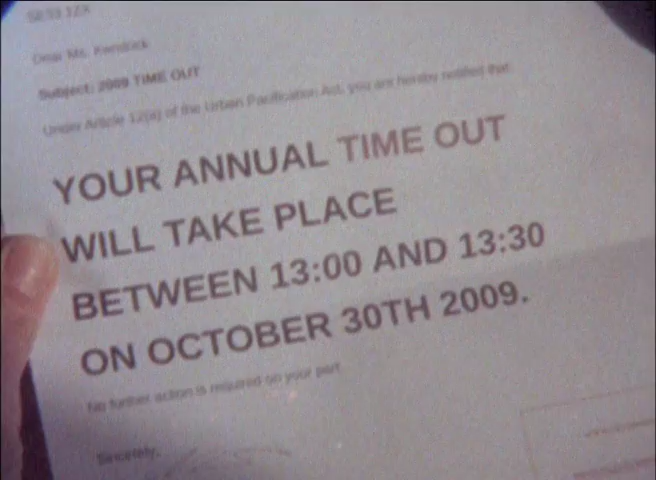 SE53 1ZX
Dear Ms. Kendrick
Subject: 2009 TIME OUT
Under Article 12(a) of the Urban Pacification Act, you are hereby notified that:
YOUR ANNUAL TIME OUT
WILL TAKE PLACE
BETWEEN 13:00 AND 13:30
ON OCTOBER 30TH 2009.
No further action is required on your part.
Sincerely,